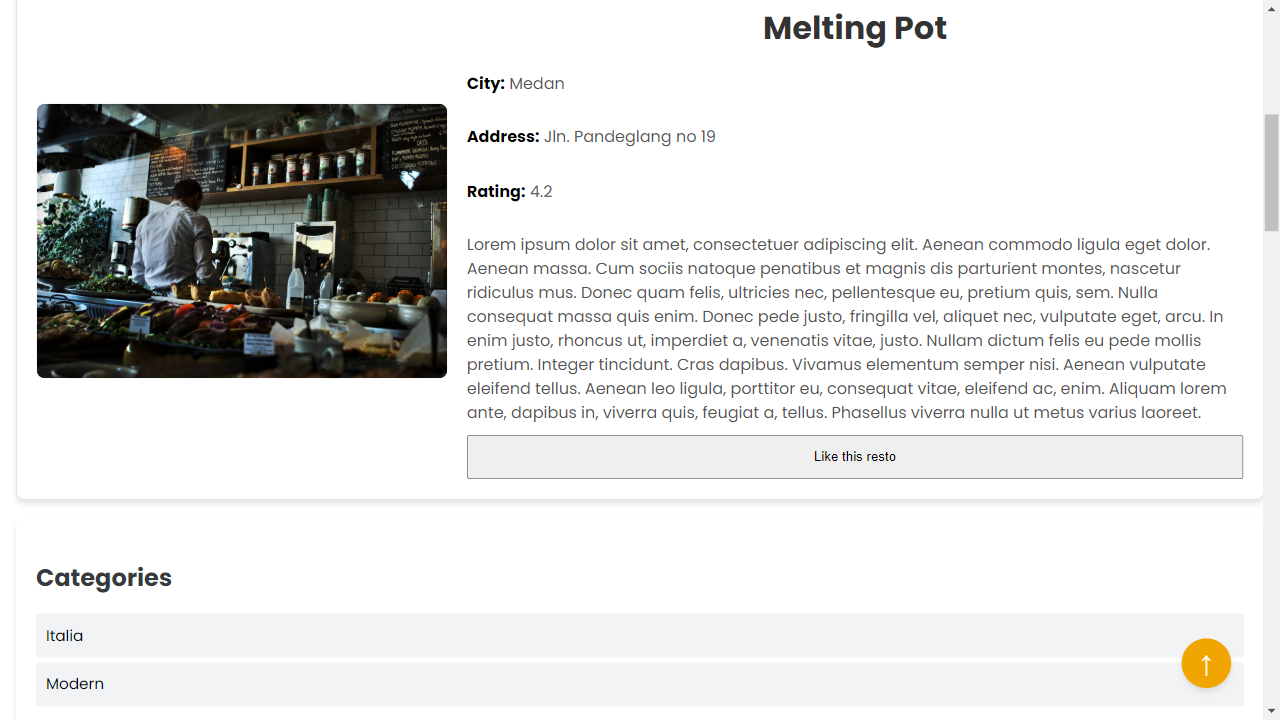 Melting Pot
City: Medan
Address: Jln. Pandeglang no 19
Rating: 4.2
Lorem ipsum dolor sit amet, consectetuer adipiscing elit. Aenean commodo ligula eget dolor.
Aenean massa. Cum sociis natoque penatibus et magnis dis parturient montes, nascetur
ridiculus mus. Donec quam felis, ultricies nec, pellentesque eu, pretium quis, sem. Nulla
consequat massa quis enim. Donec pede justo, fringilla vel, aliquet nec, vulputate eget, arcu. In
enim justo, rhoncus ut, imperdiet a, venenatis vitae, justo. Nullam dictum felis eu pede mollis
pretium. Integer tincidunt. Cras dapibus. Vivamus elementum semper nisi. Aenean vulputate
eleifend tellus. Aenean leo ligula, porttitor eu, consequat vitae, eleifend ac, enim. Aliquam lorem
ante, dapibus in, viverra quis, feugiat a, tellus. Phasellus viverra nulla ut metus varius laoreet.
Like this resto
Categories
Italia
Modern
↑